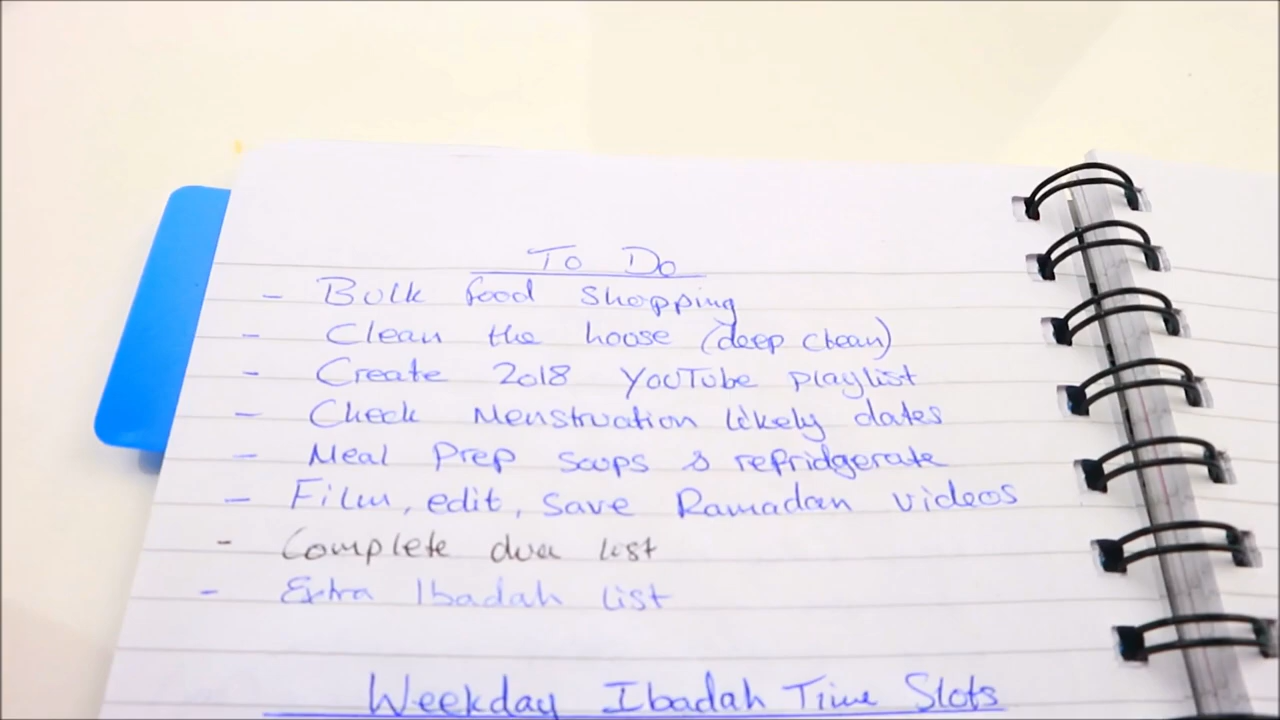 To Do
- Bulk food shopping
- Clean the house (deep clean)
- Create 2018 YouTube playlist
- Check Menstruation likely dates
- Meal Prep soups & refridgerate
- Film, edit, save Ramadan videos
- Complete dua list
- Extra Ibadah list
Weekday Ibadah Time Slots